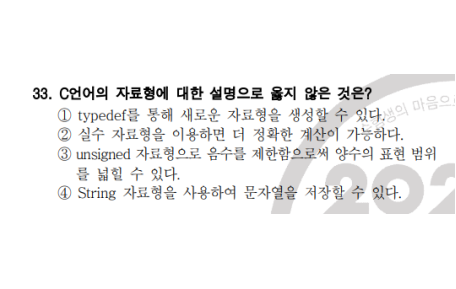 33. C언어의 자료형에 대한 설명으로 옳지 않은 것은?
① typedef를 통해 새로운 자료형을 생성할 수 있다.
② 실수 자료형을 이용하면 더 정확한 계산이 가능하다.
③ unsigned 자료형으로 음수를 제한함으로써 양수의 표현 범위
를 넓힐 수 있다.
④ String 자료형을 사용하여 문자열을 저장할 수 있다.
마음으
202